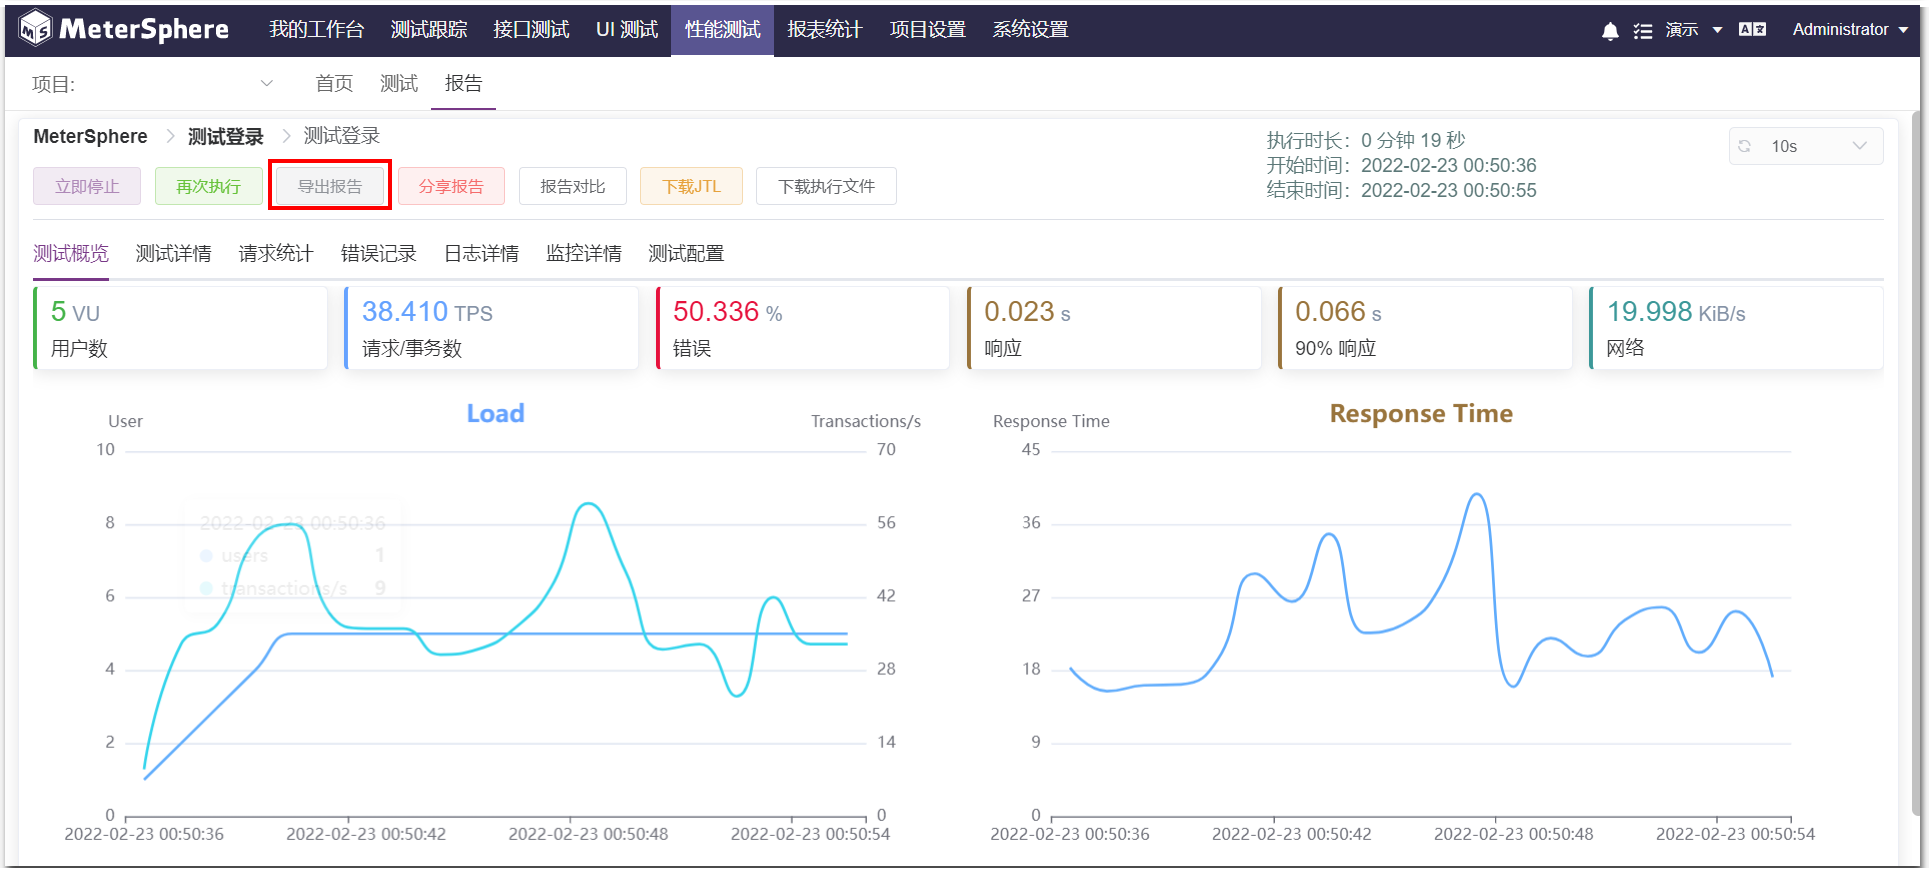 MeterSphere 我的工作台 测试跟踪 接口测试 UI 测试 性能测试 报表统计 项目设置 系统设置 演示 Administrator
项目: 首页 测试 报告
MeterSphere 测试登录 测试登录
执行时长： 0 分钟 19 秒
开始时间： 2022-02-23 00:50:36
结束时间： 2022-02-23 00:50:55
10s
立即停止 再次执行 导出报告 分享报告 报告对比 下载JTL 下载执行文件
测试概览 测试详情 请求统计 错误记录 日志详情 监控详情 测试配置
5 VU
用户数
38.410 TPS
请求/事务数
50.336 %
错误
0.023 s
响应
0.066 s
90% 响应
19.998 KiB/s
网络
Load
User
Transactions/s
10
8
6
4
2
0
70
56
42
28
14
0
2022-02-23 00:50:36
users 1
transactions/s 9
2022-02-23 00:50:36 2022-02-23 00:50:42 2022-02-23 00:50:48 2022-02-23 00:50:54
Response Time
Response Time
45
36
27
18
9
0
2022-02-23 00:50:36 2022-02-23 00:50:42 2022-02-23 00:50:48 2022-02-23 00:50:54